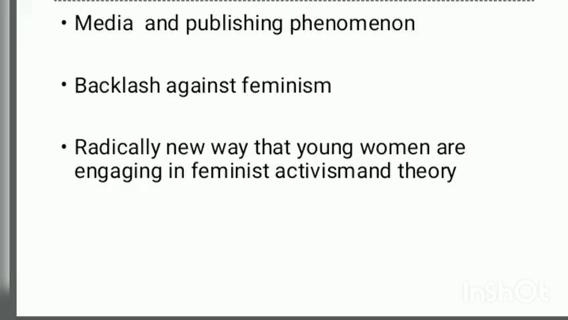 • Media  and publishing phenomenon
• Backlash against feminism
• Radically new way that young women are
engaging in feminist activismand theory
InShOt